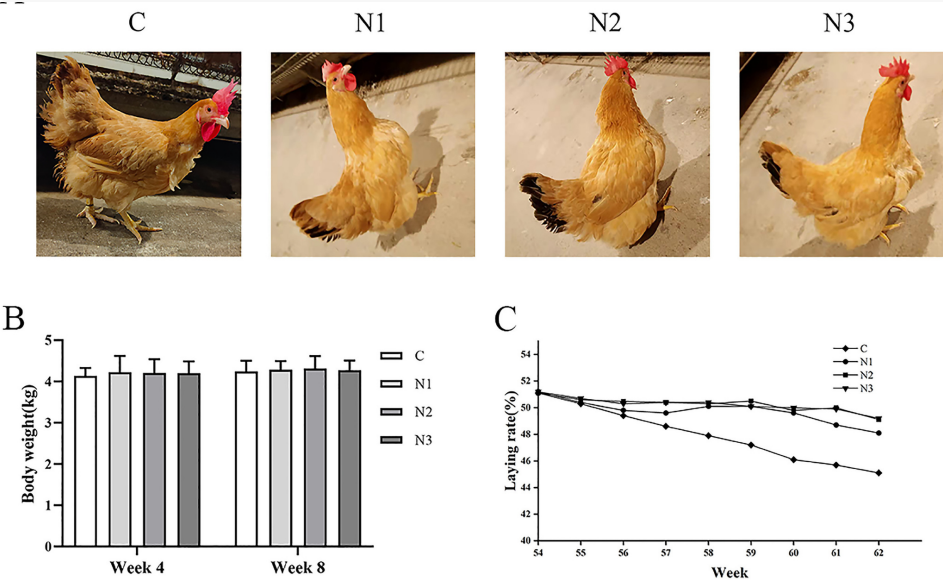 C N1 N2 N3
B
5
4
3
2
1
0
Body weight(kg)
Week 4 Week 8
C
N1
N2
N3
C
54
52
50
48
46
44
42
40
Laying rate(%)
54 55 56 57 58 59 60 61 62
Week
C
N1
N2
N3